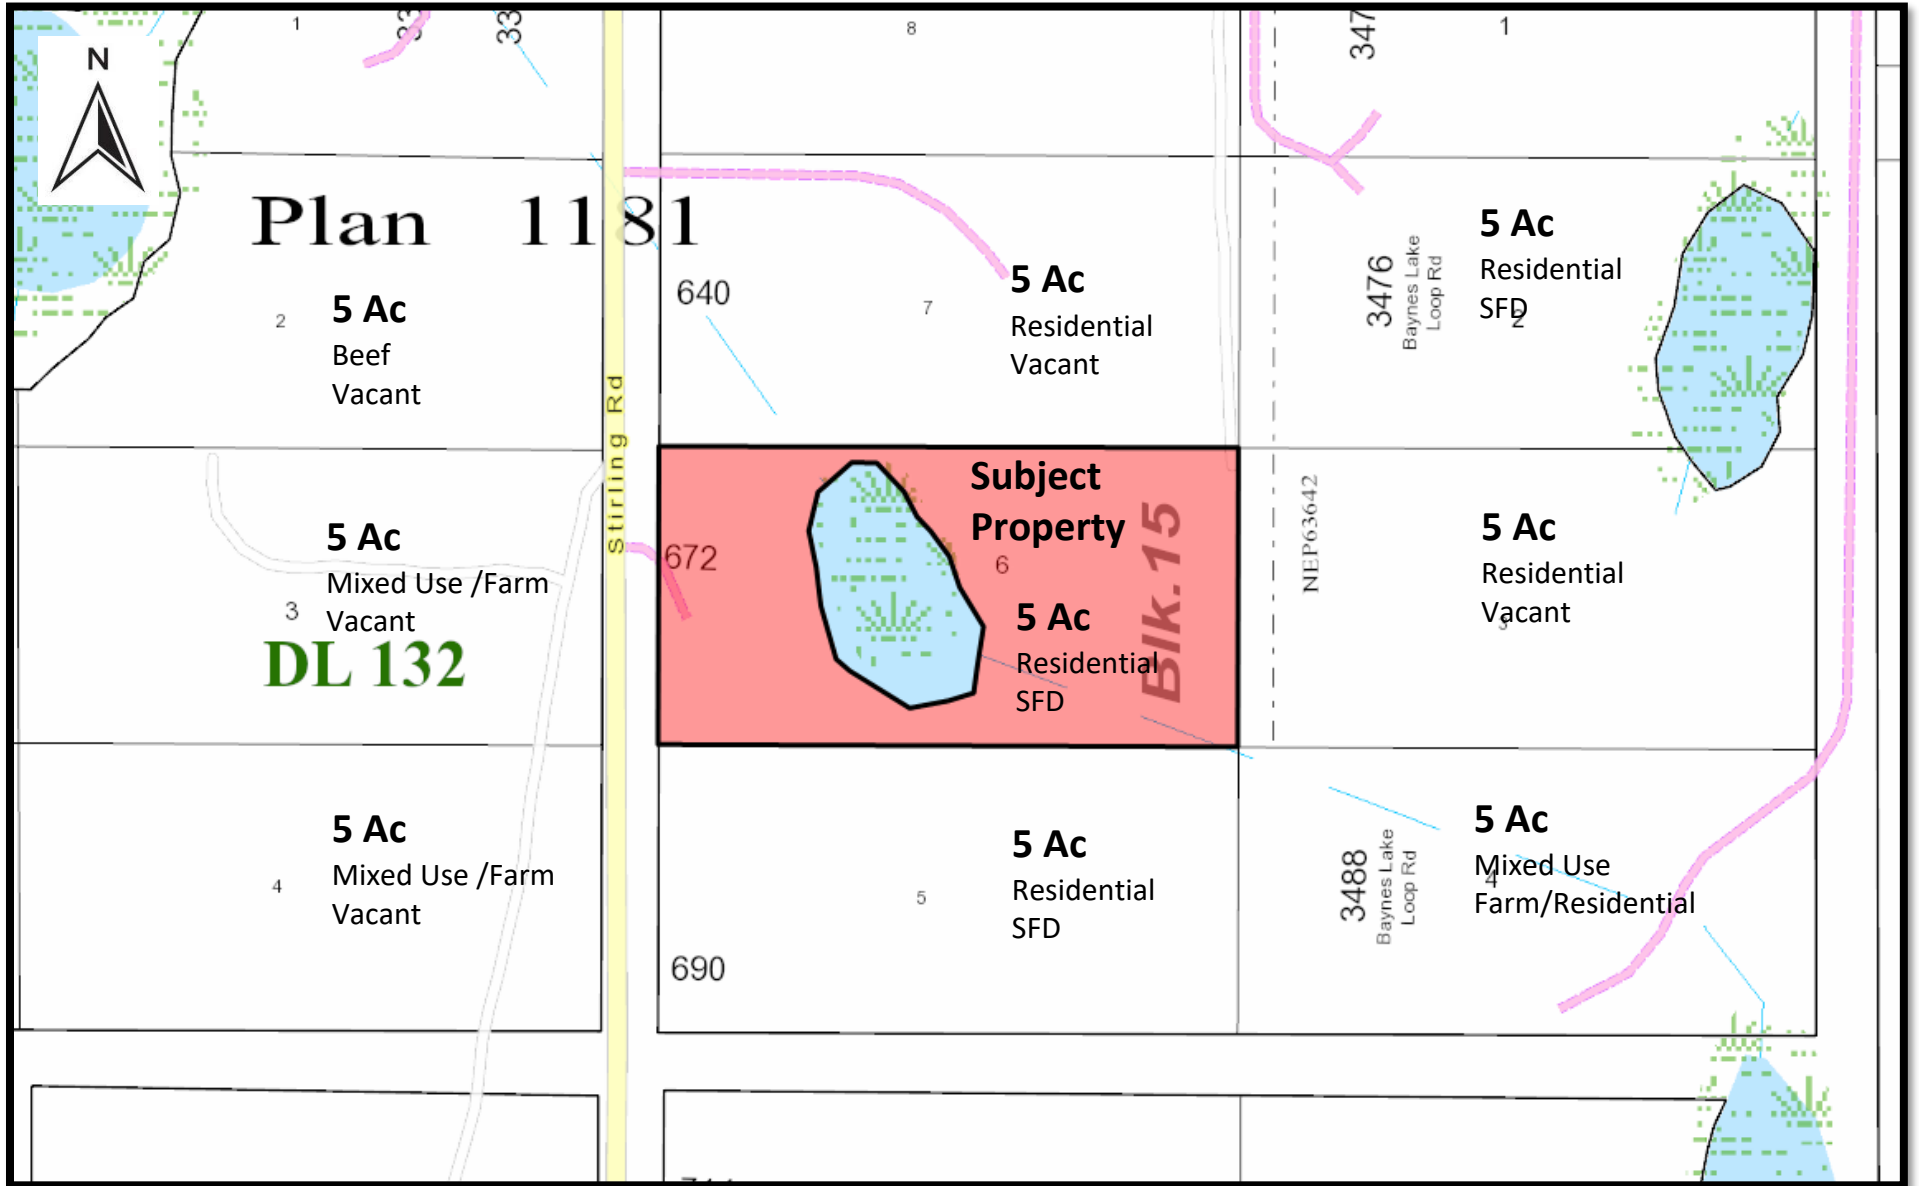 1
33
33
8
347
1
N
Plan 1181
2
5 Ac
Beef
Vacant
640
7
5 Ac
Residential
Vacant
3476
Baynes Lake
Loop Rd
5 Ac
Residential
SFD
2
Stirling Rd
5 Ac
Mixed Use /Farm
Vacant
3
DL 132
672
Subject
Property
6
5 Ac
Residential
SFD
Blk.15
NEP63642
5 Ac
Residential
Vacant
3
4
5 Ac
Mixed Use /Farm
Vacant
5
5 Ac
Residential
SFD
690
3488
Baynes Lake
Loop Rd
5 Ac
Mixed Use
Farm/Residential
4